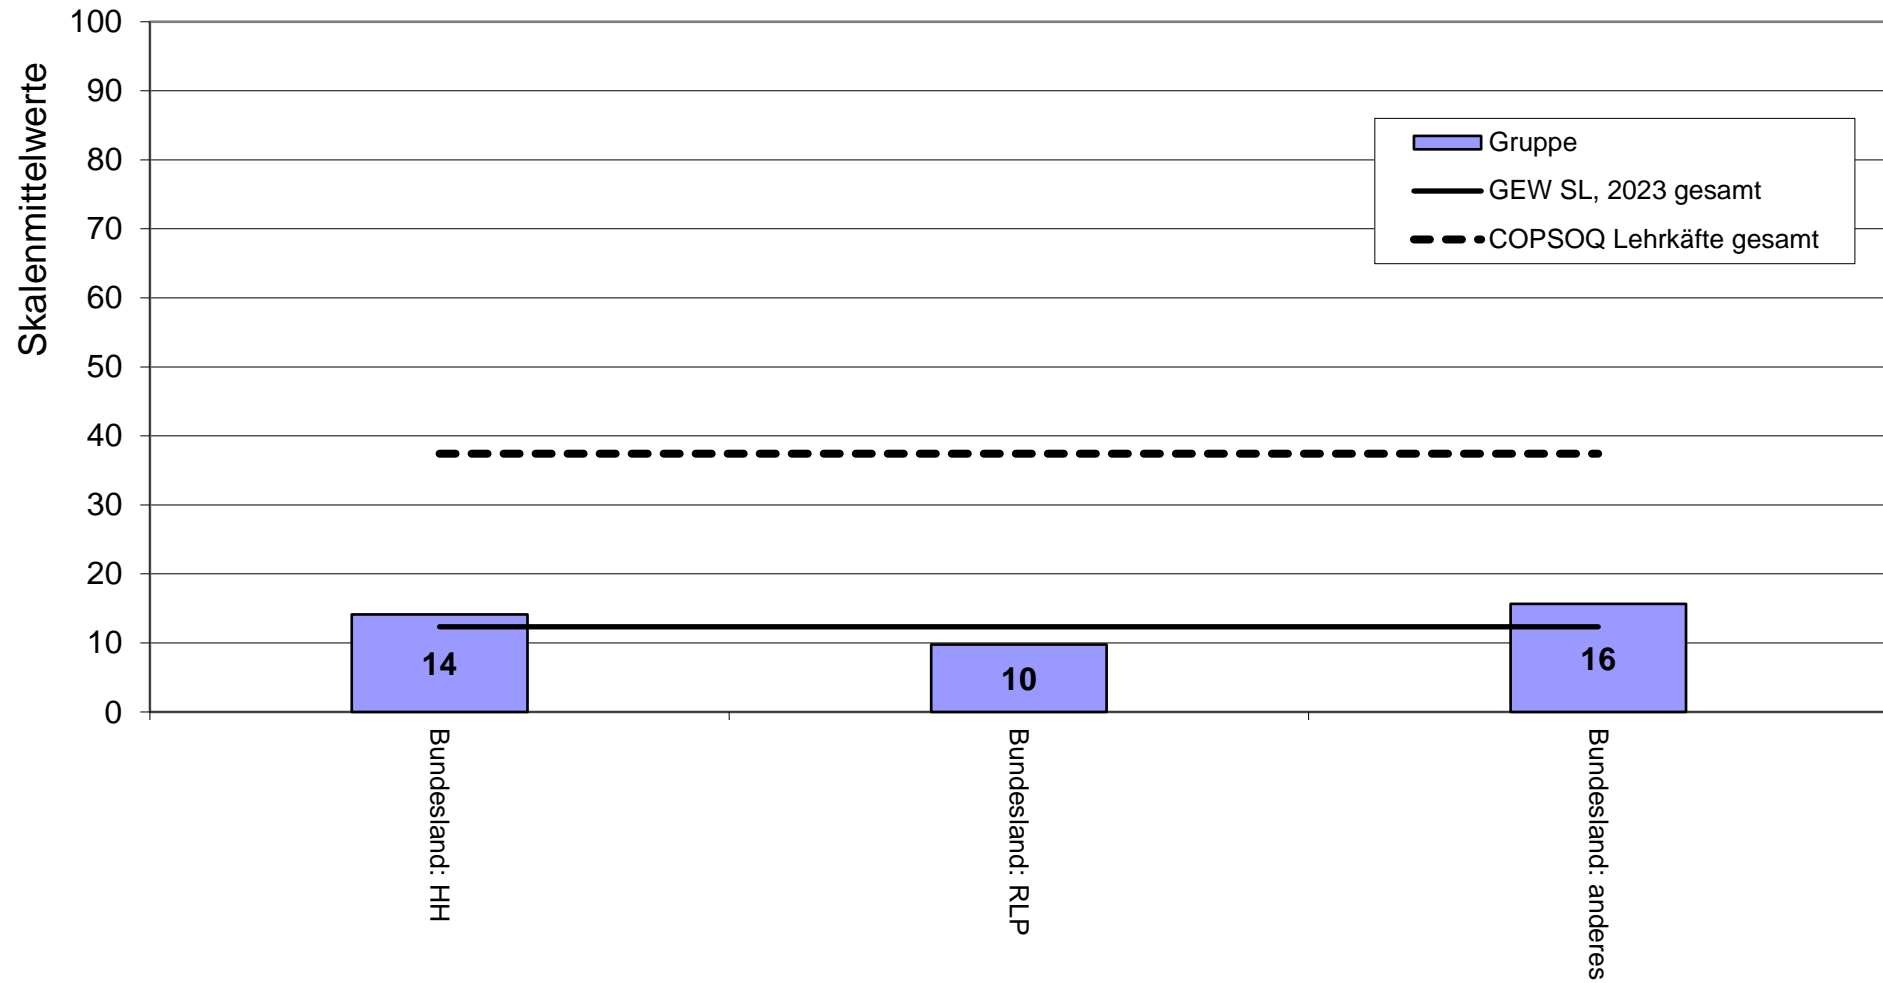 Skalenmittelwerte
100
90
80
70
60
50
40
30
20
10
0
Gruppe
GEW SL, 2023 gesamt
COPSOQ Lehrkäfte gesamt
14
10
16
Bundesland: HH
Bundesland: RLP
Bundesland: anderes